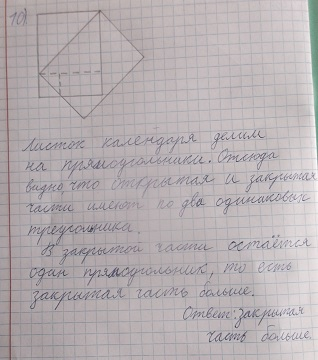 10)
Листок календаря делим
на прямоугольники. Отсюда
видно, что открытая и закрытая
части имеют по два одинаковых
треугольника.
В закрытой части остаётся
один прямоугольник, то есть
закрытая часть больше.
Ответ: закрытая
часть больше